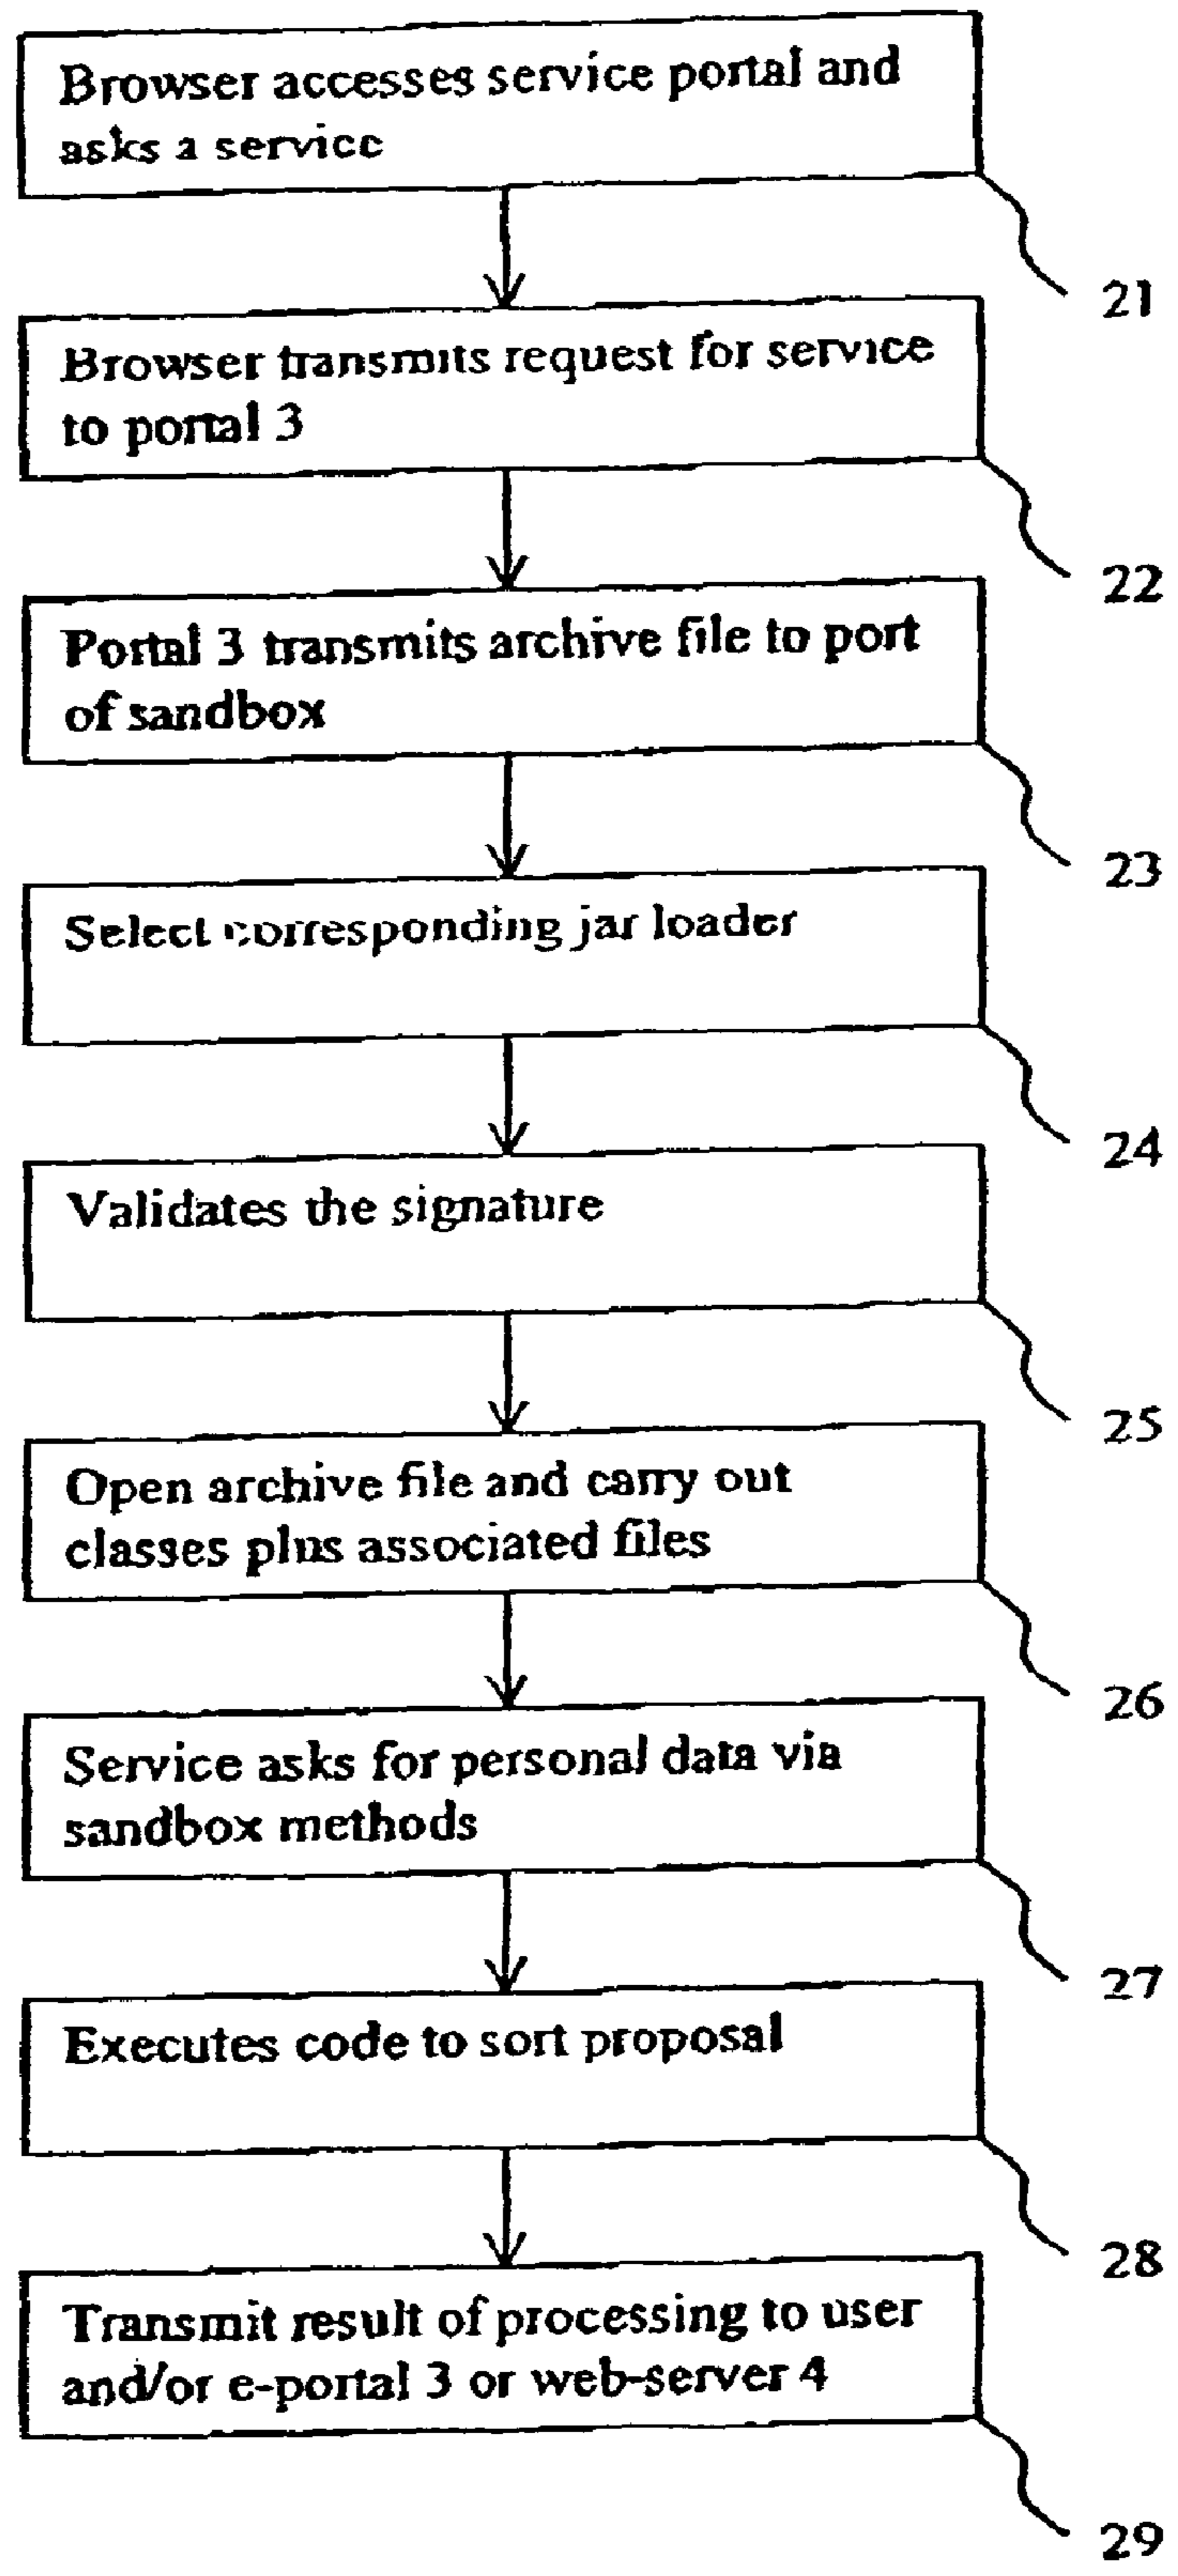 Browser accesses service portal and
asks a service
21
Browser transmits request for service
to portal 3
22
Portal 3 transmits archive file to port
of sandbox
23
Select corresponding jar loader
24
Validates the signature
25
Open archive file and carry out
classes plus associated files
26
Service asks for personal data via
sandbox methods
27
Executes code to sort proposal
28
Transmit result of processing to user
and/or e-portal 3 or web-server 4
29